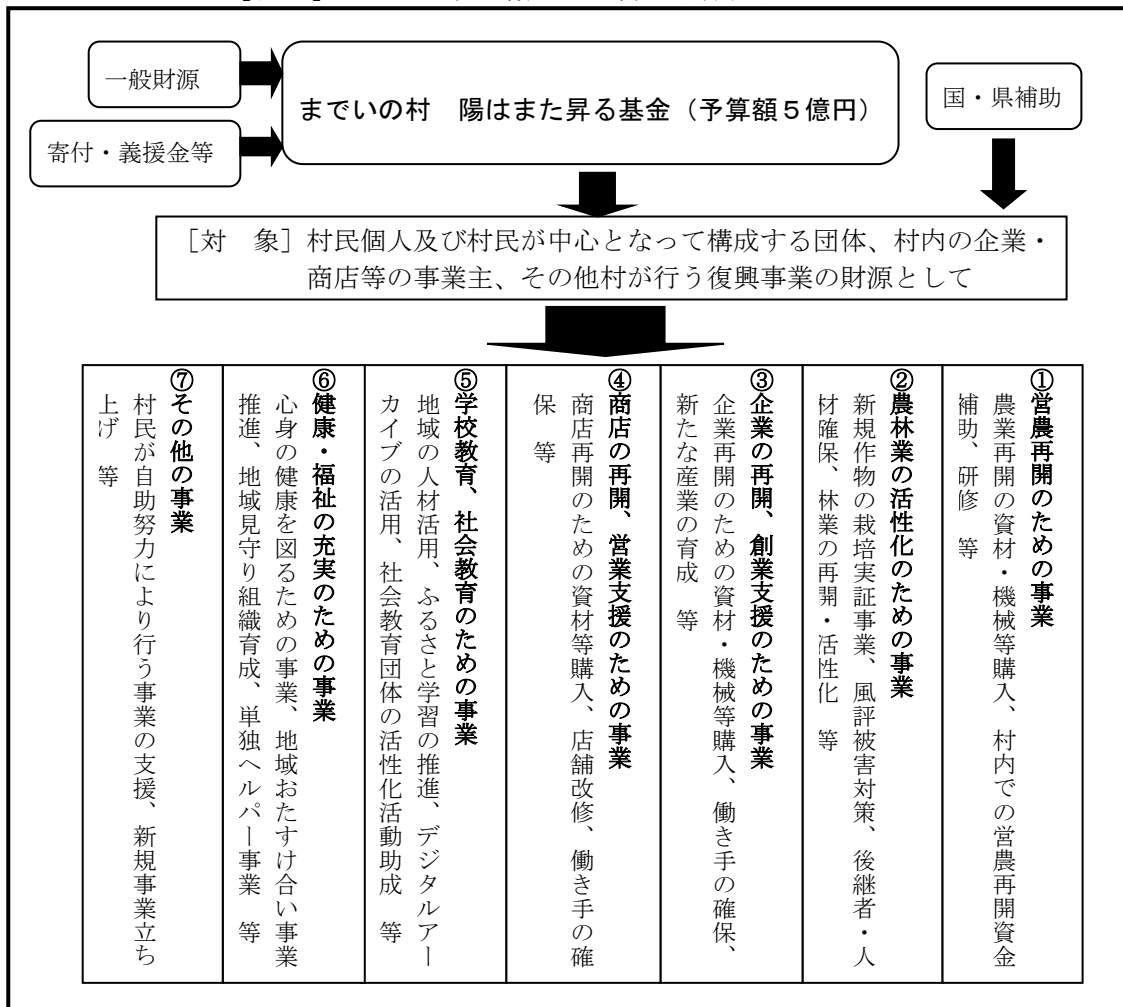 一般財源
寄付・義援金等
までいの村　陽はまた昇る基金（予算額５億円）
国・県補助
［対　象］村民個人及び村民が中心となって構成する団体、村内の企業・
商店等の事業主、その他村が行う復興事業の財源として
①営農再開のための事業
農業再開の資材・機械等購入、村内での営農再開資金
補助、研修　等
②農林業の活性化のための事業
新規作物の栽培実証事業、風評被害対策、後継者・人
材確保、林業の再開・活性化　等
③企業の再開、創業支援のための事業
企業再開のための資材・機械等購入、働き手の確保、
新たな産業の育成　等
④商店の再開、営業支援のための事業
商店再開のための資材等購入、店舗改修、働き手の確
保　等
⑤学校教育、社会教育のための事業
地域の人材活用、ふるさと学習の推進、デジタルアー
カイブの活用、社会教育団体の活性化活動助成　等
⑥健康・福祉の充実のための事業
心身の健康を図るための事業、地域おたすけ合い事業
推進、地域見守り組織育成、単独ヘルパー事業　等
⑦その他の事業
村民が自助努力により行う事業の支援、新規事業立ち
上げ　等